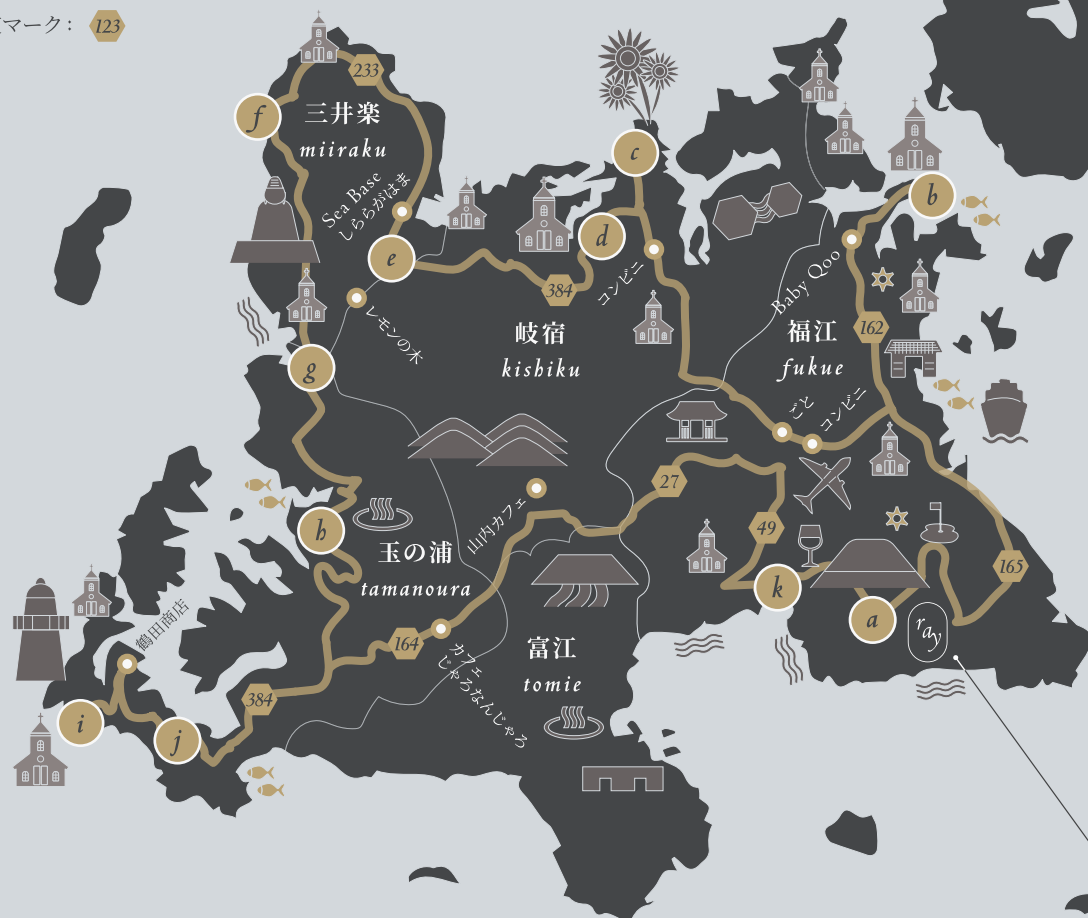 マーク： 123
233
f
三井楽
miiraku
Sea Base
しららがはま
e
384
レモンの木
g
c
d
コンビニ
岐宿
kishiku
b
Baby Qoo
福江
fukue
162
ごと
コンビニ
27
49
165
h
玉の浦
tamanoura
山内カフェ
k
a
ray
164
カフェ
じゃろなんじゃろ
富江
tomie
鶴田商店
384
i
j